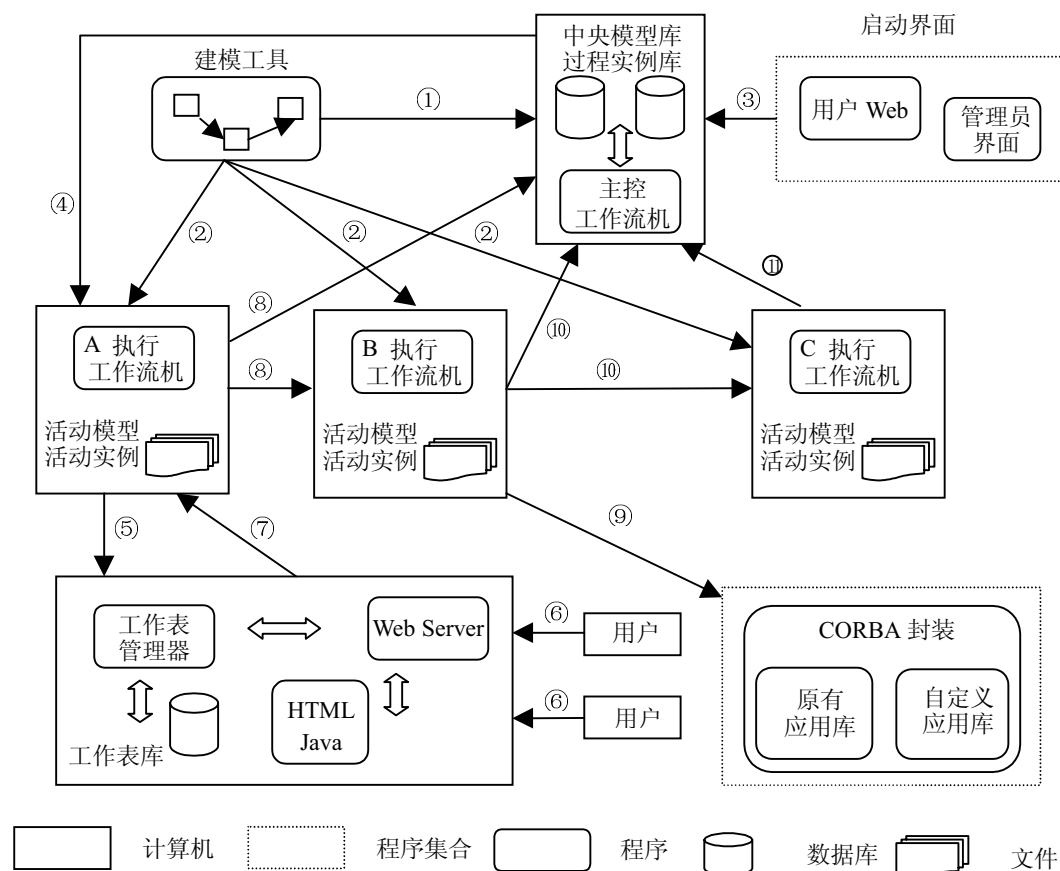 启动界面
中央模型库
过程实例库
建模工具
①
③
用户 Web
管理员
界面
主控
工作流机
④
②
②
②
⑪
⑧
⑩
A 执行
工作流机
B 执行
工作流机
C 执行
工作流机
⑧
⑩
活动模型
活动实例
活动模型
活动实例
活动模型
活动实例
⑤
⑦
⑨
工作表
管理器
Web Server
⑥
用户
CORBA 封装
HTML
Java
⑥
用户
原有
应用库
自定义
应用库
工作表库
计算机
程序集合
程序
数据库
文件